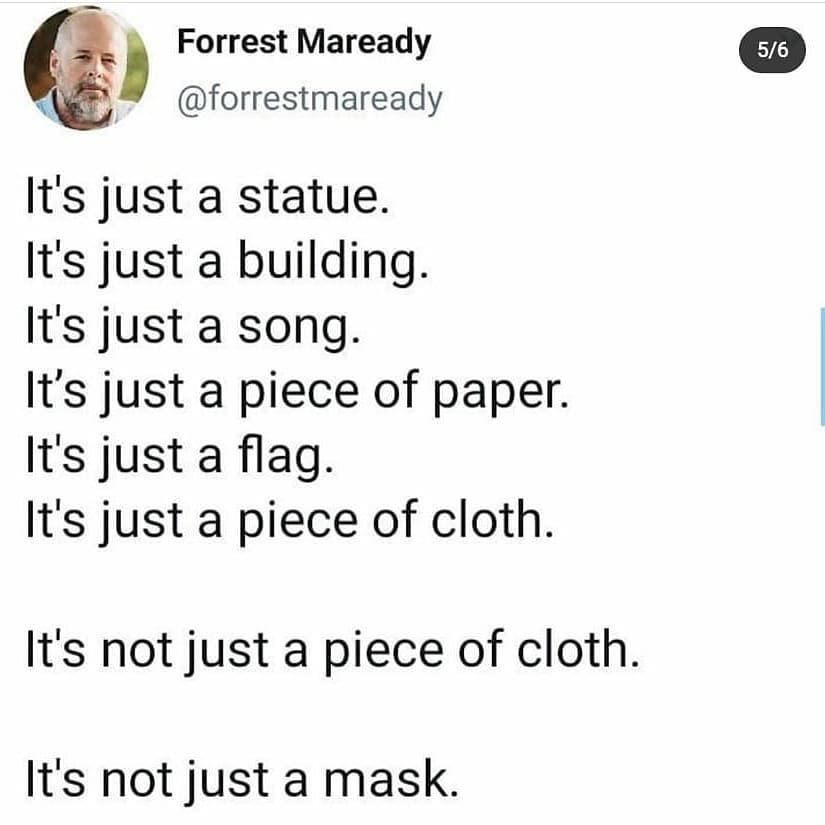 Forrest Maready
5/6
@forrestmaready
It's just a statue.
It's just a building.
It's just a song.
It’s just a piece of paper.
It's just a flag.
It's just a piece of cloth.
It's not just a piece of cloth.
It's not just a mask.